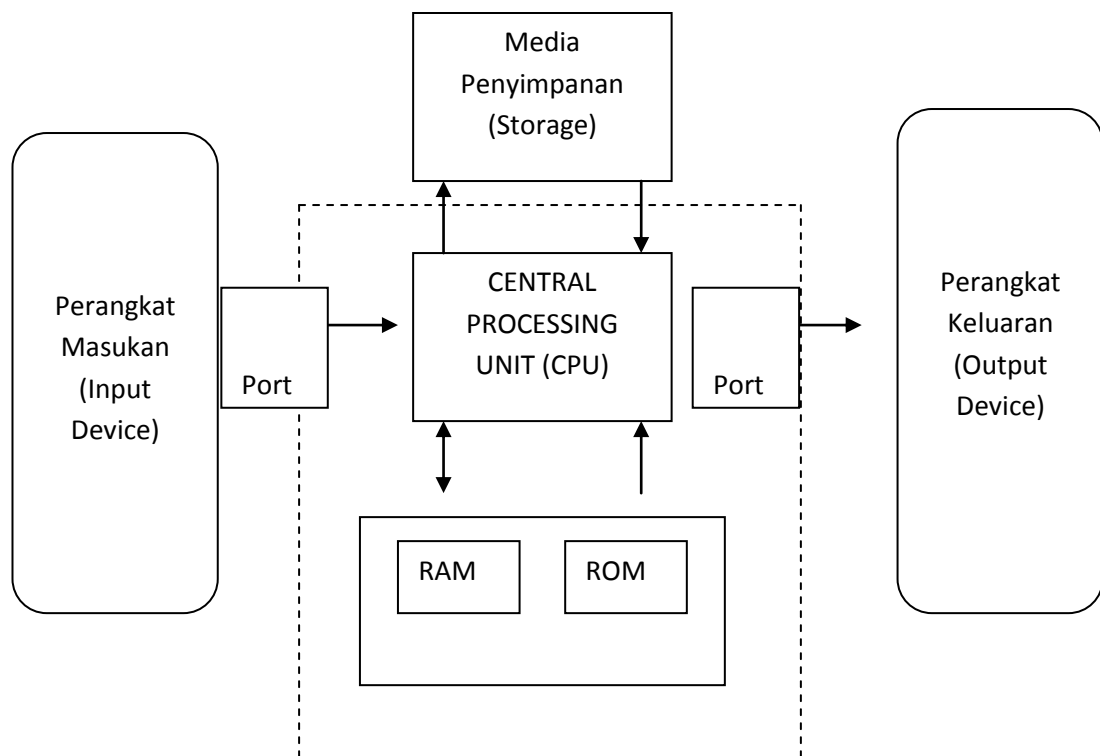 Media
Penyimpanan
(Storage)
Perangkat
Masukan
(Input
Device)
Port
CENTRAL
PROCESSING
UNIT (CPU)
Port
Perangkat
Keluaran
(Output
Device)
RAM
ROM